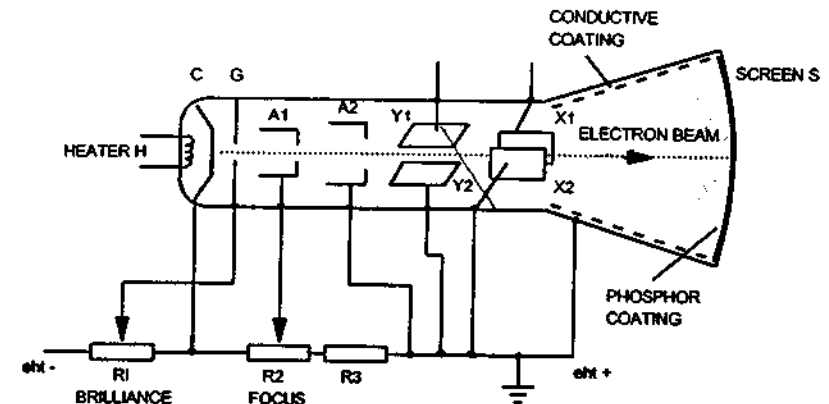 CONDUCTIVE
COATING
C G
SCREEN S
A1 A2 Y1 X1
ELECTRON BEAM
HEATER H
Y2 X2
PHOSPHOR
COATING
eht - R1 R2 R3 eht +
BRILLIANCE FOCUS